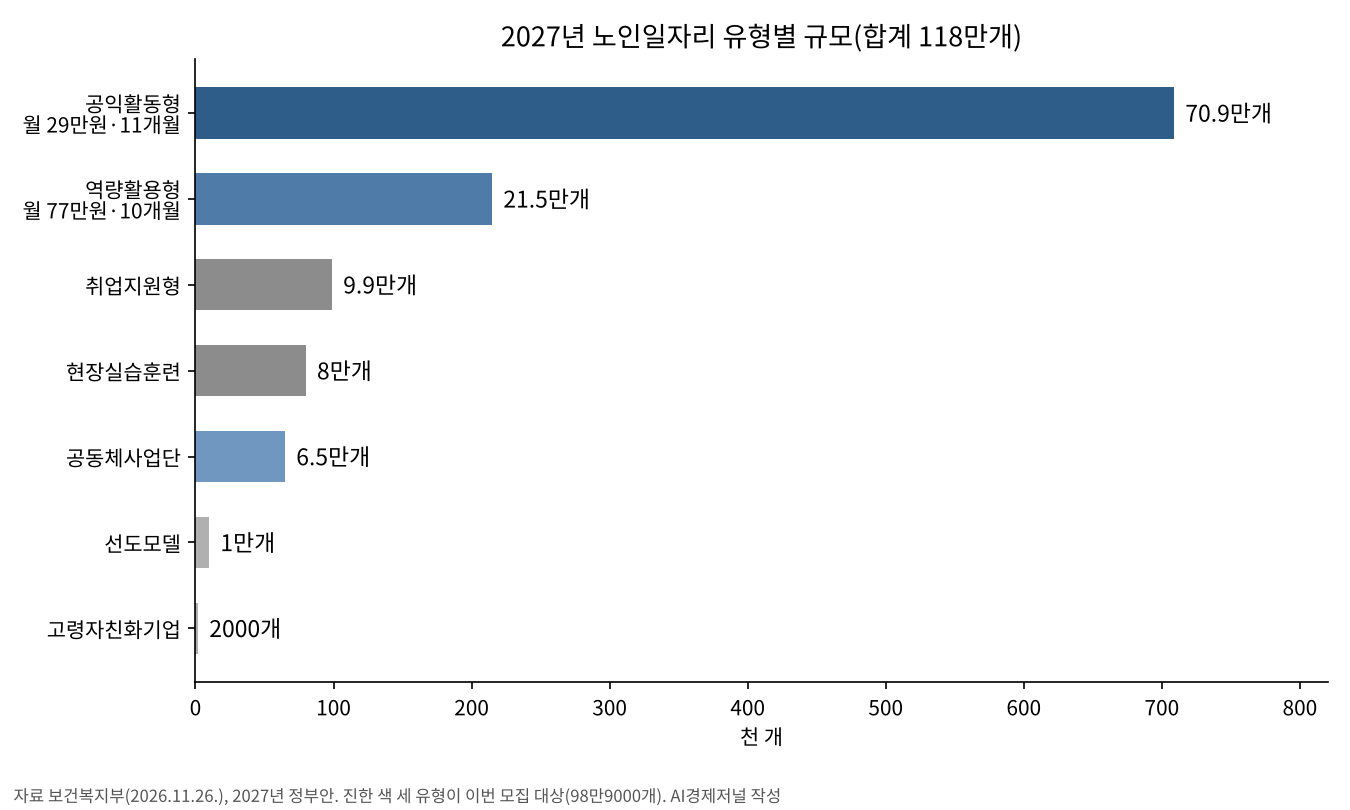 2027년 노인일자리 유형별 규모(합계 118만개)
공익활동형
월 29만원·11개월
70.9만개
역량활용형
월 77만원·10개월
21.5만개
취업지원형
9.9만개
현장실습훈련
8만개
공동체사업단
6.5만개
선도모델
1만개
고령자친화기업
2000개
0 100 200 300 400 500 600 700 800
천 개
자료 보건복지부(2026.11.26.), 2027년 정부안. 진한 색 세 유형이 이번 모집 대상(98만9000개). AI경제저널 작성